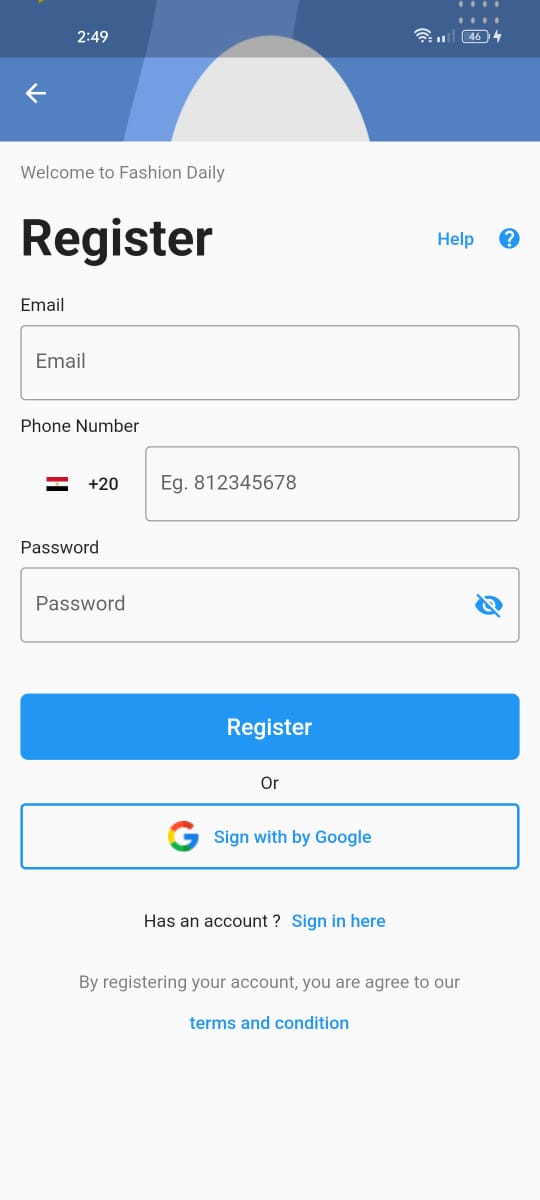 2:49
46
Welcome to Fashion Daily
Register
Help
Email
Email
Phone Number
+20
Eg. 812345678
Password
Password
Register
Or
Sign with by Google
Has an account ? Sign in here
By registering your account, you are agree to our
terms and condition